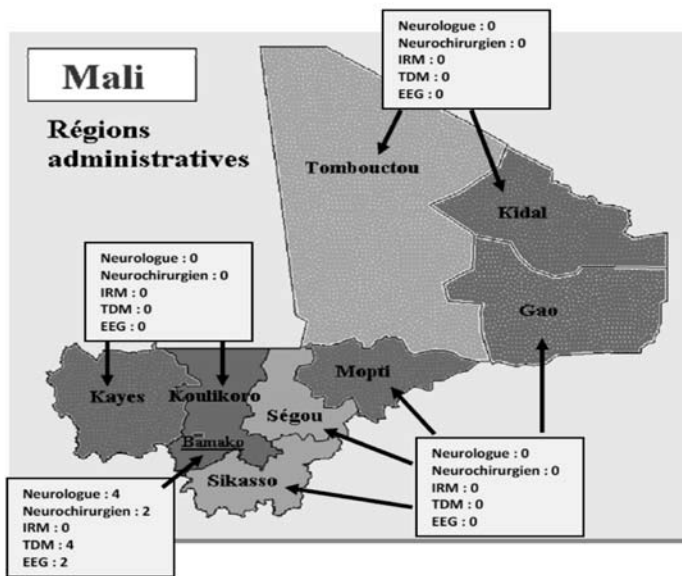 Neurologue : 0
Neurochirurgien : 0
IRM : 0
TDM : 0
EEG : 0
Mali
Régions
administratives
Tombouctou
Kidal
Neurologue : 0
Neurochirurgien : 0
IRM : 0
TDM : 0
EEG : 0
Gao
Kayes
Koulikoro
Mopti
Ségou
Bamako
Sikasso
Neurologue : 0
Neurochirurgien : 0
IRM : 0
TDM : 0
EEG : 0
Neurologue : 4
Neurochirurgien : 2
IRM : 0
TDM : 4
EEG : 2